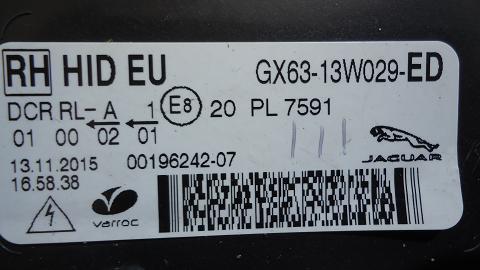 RH HID EU GX63-13W029-ED
DCR RL-A 1 E8 20 PL 7591
01 00 02 01
JAGUAR
13.11.2015 00196242-07
16.58.38
varroc